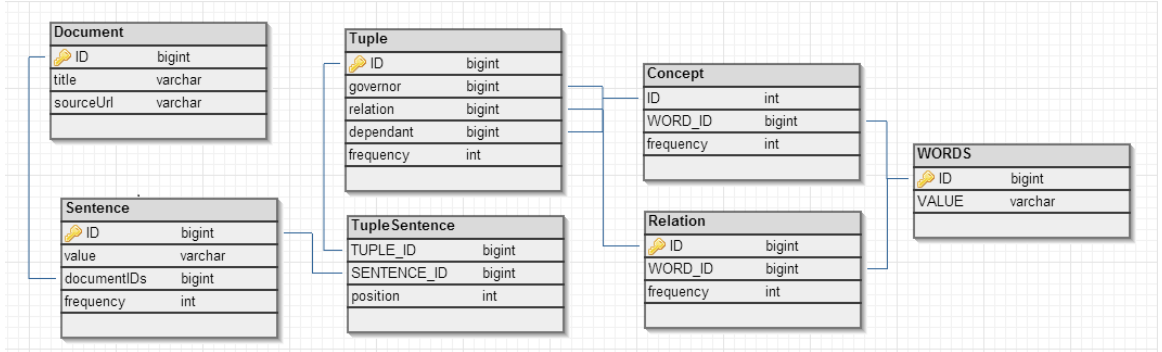 Document
ID bigint
title varchar
sourceUrl varchar
Sentence
ID bigint
value varchar
documentIDs bigint
frequency int
Tuple
ID bigint
governor bigint
relation bigint
dependant bigint
frequency int
TupleSentence
TUPLE_ID bigint
SENTENCE_ID bigint
position int
Concept
ID int
WORD_ID bigint
frequency int
Relation
ID bigint
WORD_ID bigint
frequency int
WORDS
ID bigint
VALUE varchar